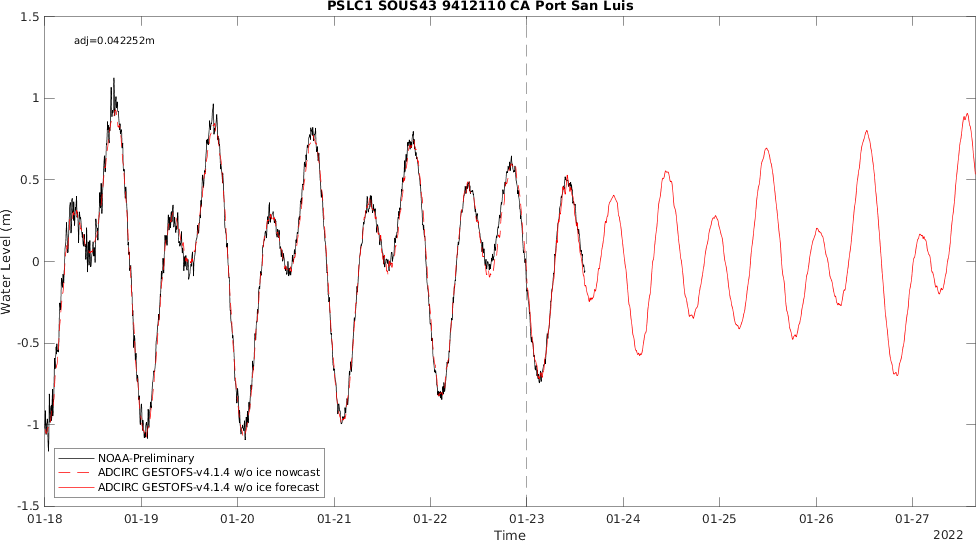 PSLC1 SOUS43 9412110 CA Port San Luis
adj=0.042252m
1.5
1
0.5
0
-0.5
-1
-1.5
Water Level (m)
NOAA-Preliminary
ADCIRC GESTOFS-v4.1.4 w/o ice nowcast
ADCIRC GESTOFS-v4.1.4 w/o ice forecast
01-18 01-19 01-20 01-21 01-22 01-23 01-24 01-25 01-26 01-27
Time
2022